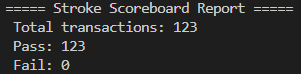 ===== Stroke Scoreboard Report =====
Total transactions: 123
Pass: 123
Fail: 0